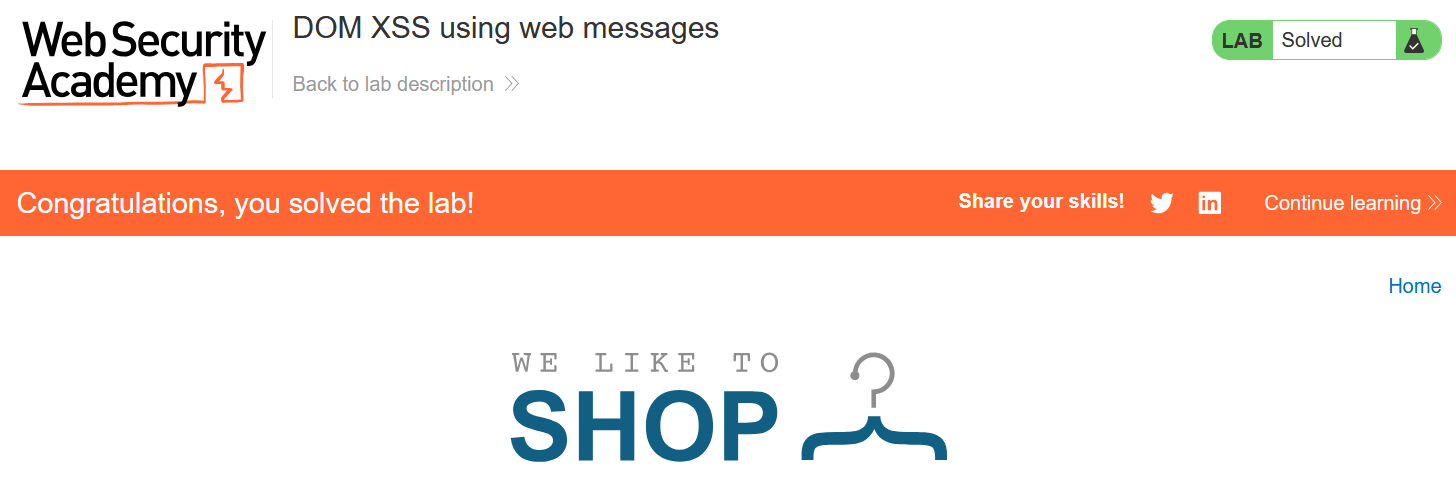 Web Security
Academy
DOM XSS using web messages
Back to lab description
LAB Solved
Congratulations, you solved the lab!
Share your skills!
Continue learning
Home
WE LIKE TO
SHOP